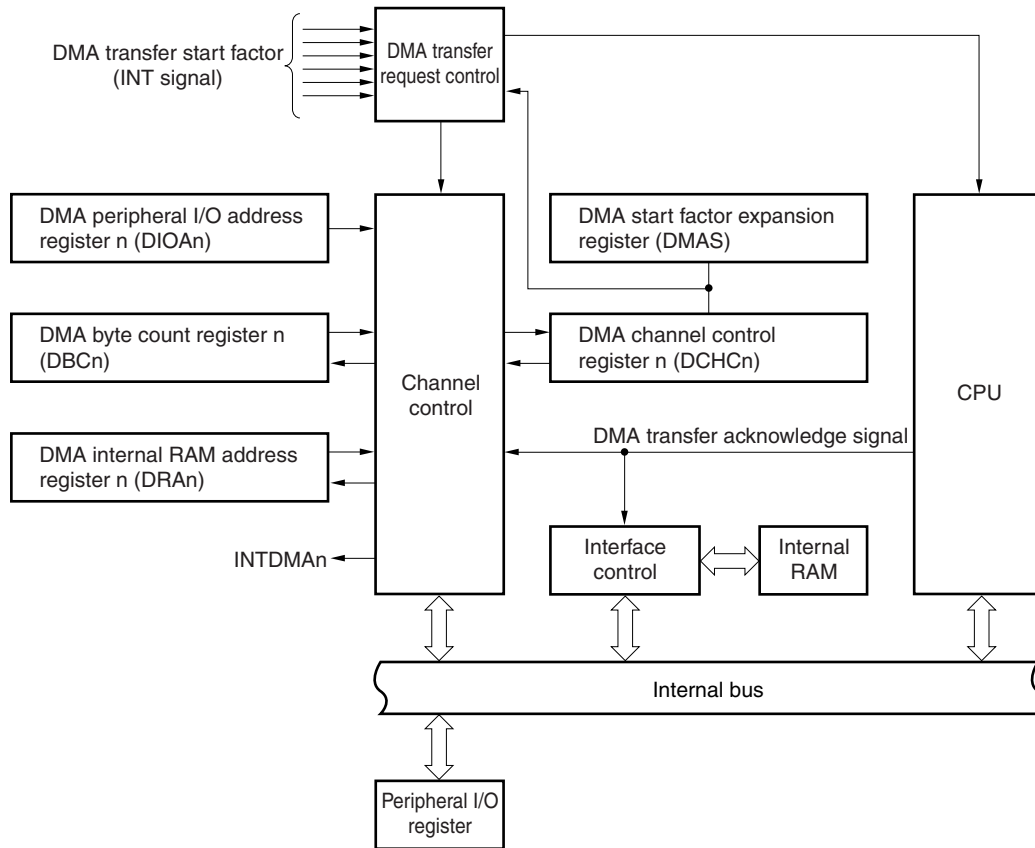 DMA transfer start factor
(INT signal)
DMA transfer
request control
DMA peripheral I/O address
register n (DIOAn)
DMA start factor expansion
register (DMAS)
DMA byte count register n
(DBCn)
DMA channel control
register n (DCHCn)
Channel
control
CPU
DMA transfer acknowledge signal
DMA internal RAM address
register n (DRAn)
INTDMAn
Interface
control
Internal
RAM
Internal bus
Peripheral I/O
register